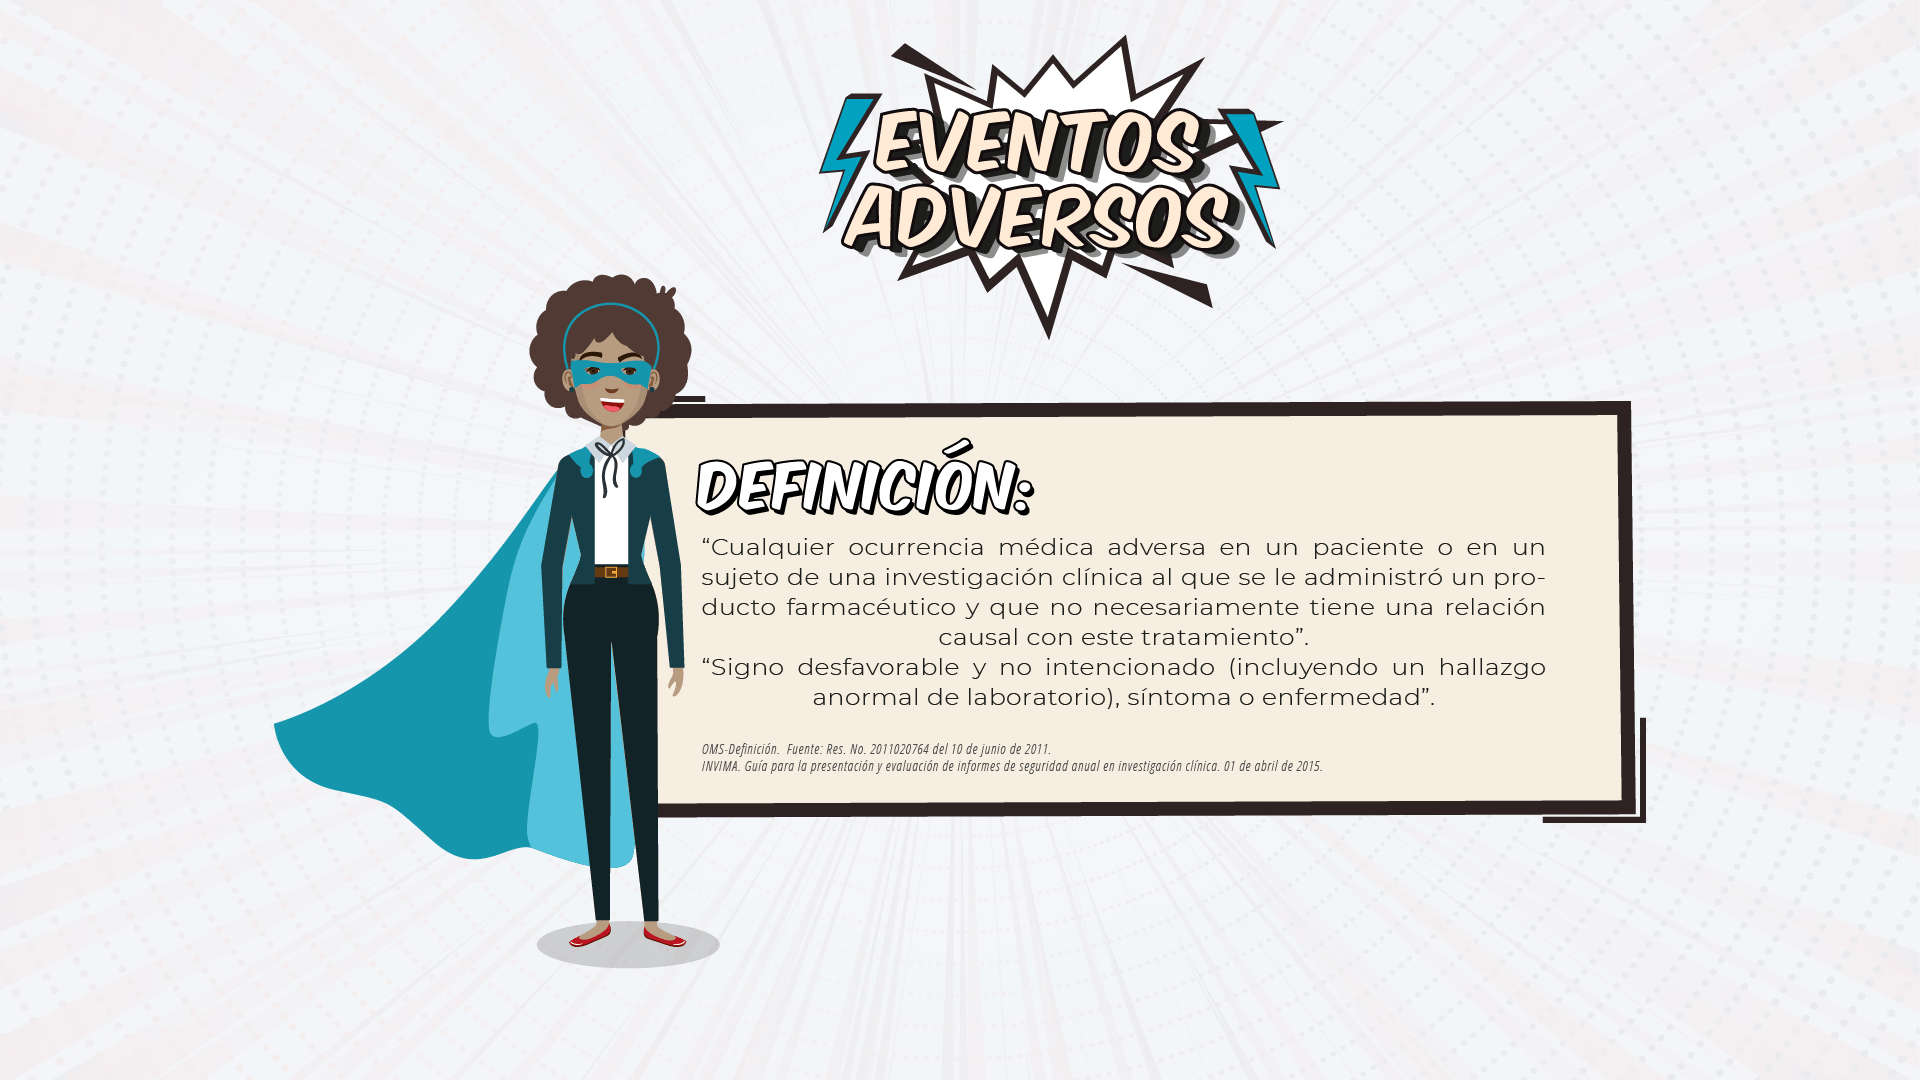 EVENTOS
ADVERSOS
DEFINICIÓN:
“Cualquier ocurrencia médica adversa en un paciente o en un
sujeto de una investigación clínica al que se le administró un pro-
ducto farmacéutico y que no necesariamente tiene una relación
causal con este tratamiento”.
“Signo desfavorable y no intencionado (incluyendo un hallazgo
anormal de laboratorio), síntoma o enfermedad”.
OMS-Definición. Fuente: Res. No. 2011020764 del 10 de junio de 2011.
INVIMA. Guía para la presentación y evaluación de informes de seguridad anual en investigación clínica. 01 de abril de 2015.